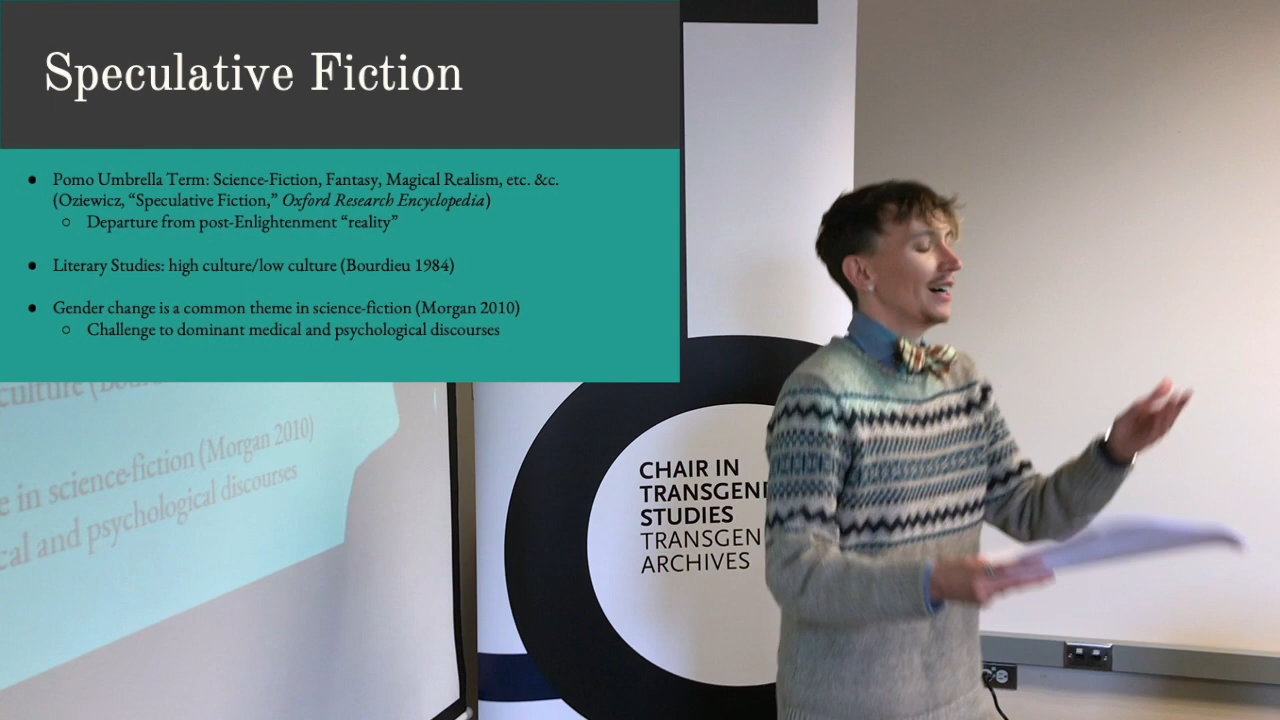 Speculative Fiction
● Pomo Umbrella Term: Science-Fiction, Fantasy, Magical Realism, etc. &c.
(Oziewicz, “Speculative Fiction,” Oxford Research Encyclopedia)
○ Departure from post-Enlightenment “reality”
● Literary Studies: high culture/low culture (Bourdieu 1984)
● Gender change is a common theme in science-fiction (Morgan 2010)
○ Challenge to dominant medical and psychological discourses
culture
in science-fiction (Morgan 2010)
and psychological discourses
CHAIR IN
STUDIES
ARCHIVES